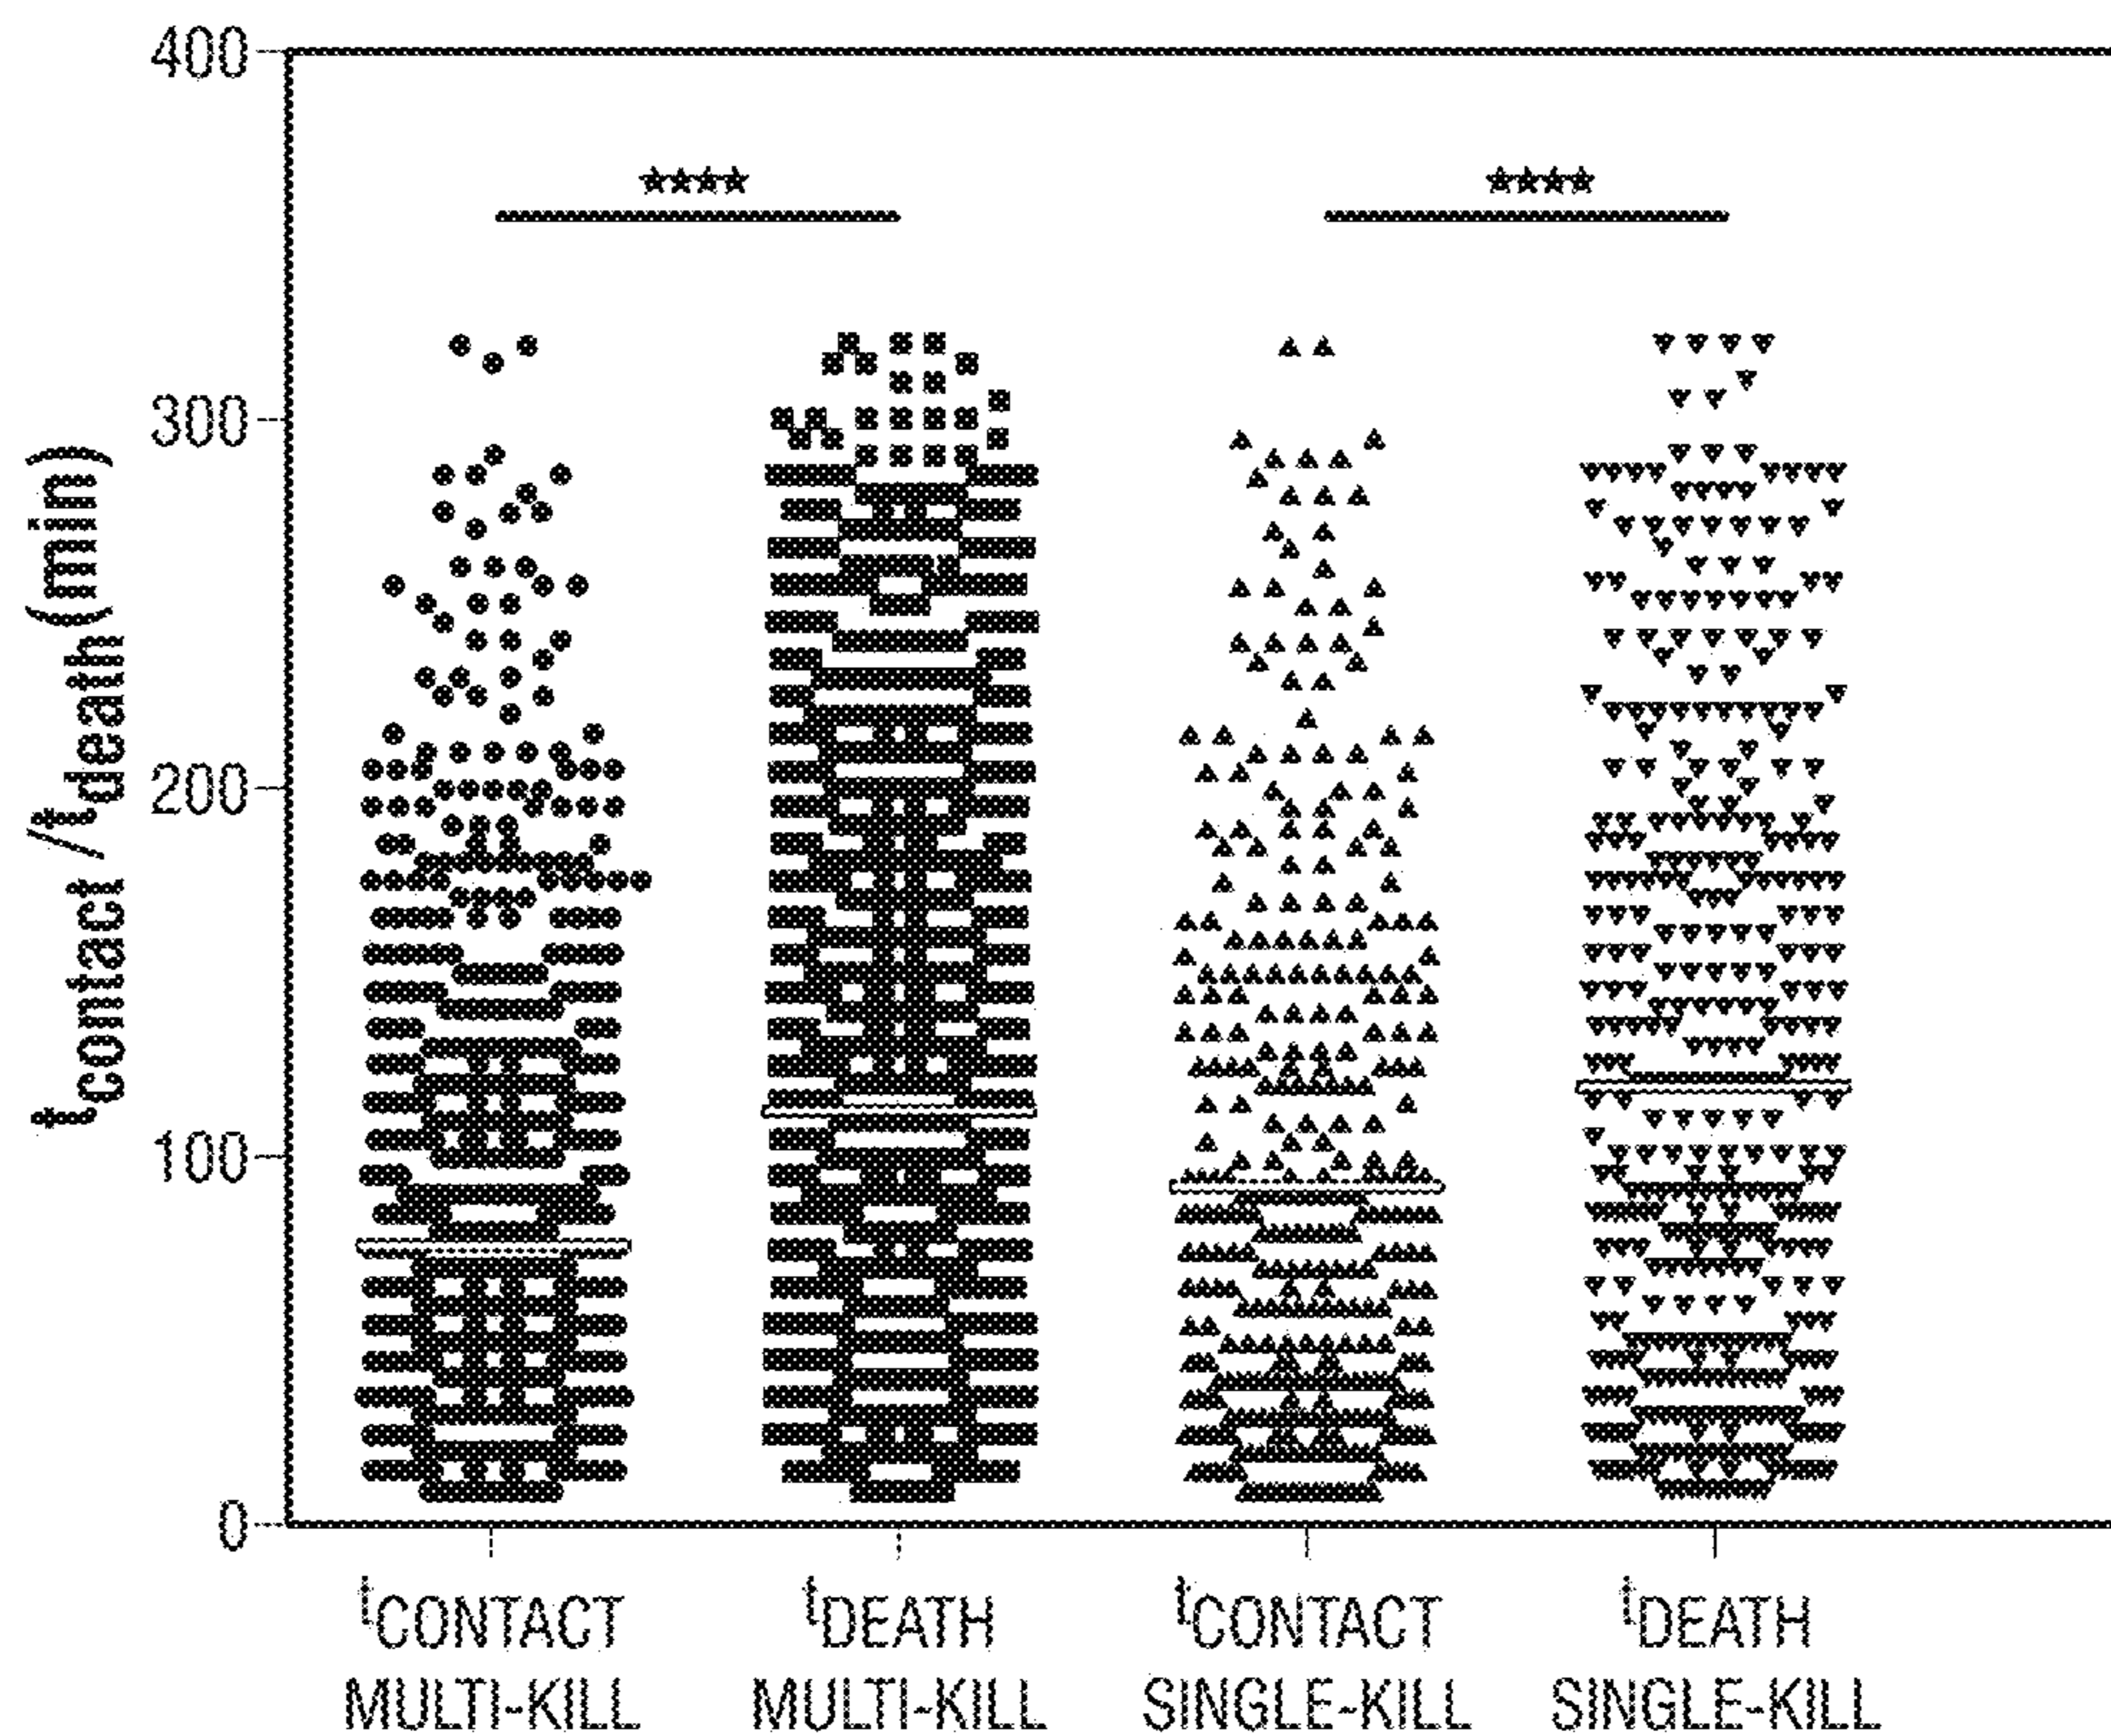 400
300
200
100
0
tcontact /tdeath (min)
****
****
tCONTACT
MULTI-KILL
tDEATH
MULTI-KILL
tCONTACT
SINGLE-KILL
tDEATH
SINGLE-KILL